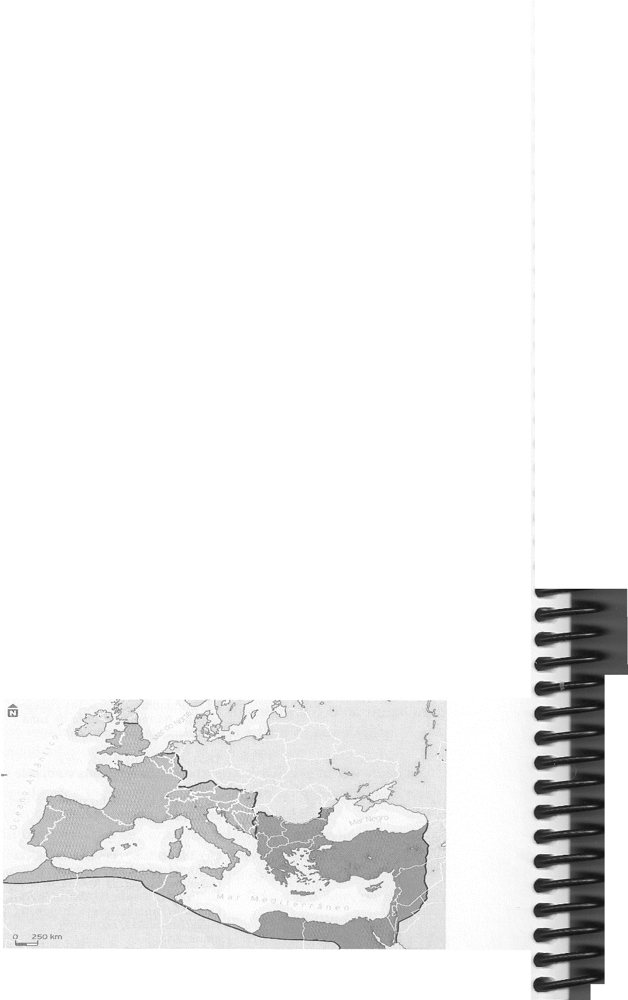 N
Mar do Norte
Oceano Atlântico
Mar Negro
Mar Mediterrâneo
0 250 km